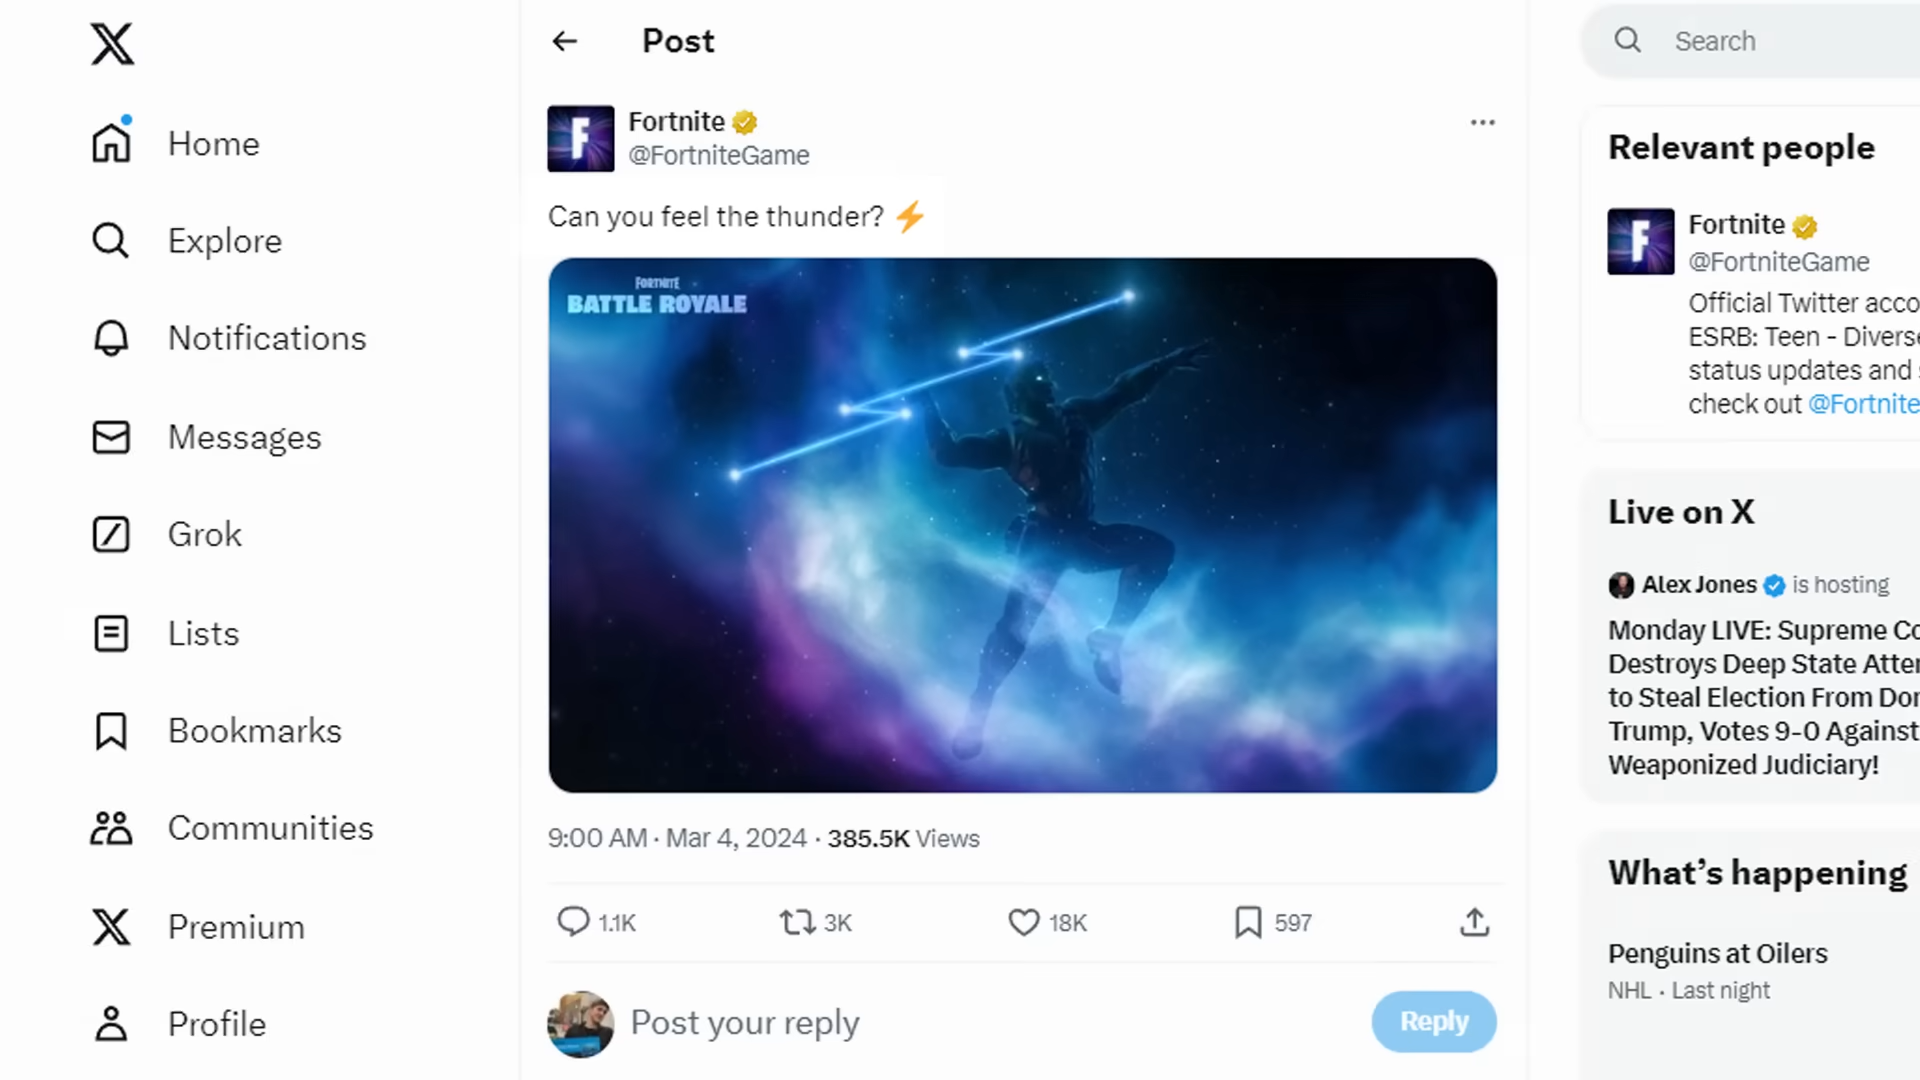 Home
Explore
Notifications
Messages
Grok
Lists
Bookmarks
Communities
Premium
Profile
Post
Fortnite
@FortniteGame
Can you feel the thunder? ⚡
FORTNITE
BATTLE ROYALE
9:00 AM · Mar 4, 2024 · 385.5K Views
1.1K 3K 18K 597
Post your reply
Reply
Search
Relevant people
Fortnite
@FortniteGame
Official Twitter acco
ESRB: Teen - Diverse
status updates and s
check out @Fortnite
Live on X
Alex Jones is hosting
Monday LIVE: Supreme Co
Destroys Deep State Atte
to Steal Election From Do
Trump, Votes 9-0 Against
Weaponized Judiciary!
What's happening
Penguins at Oilers
NHL · Last night